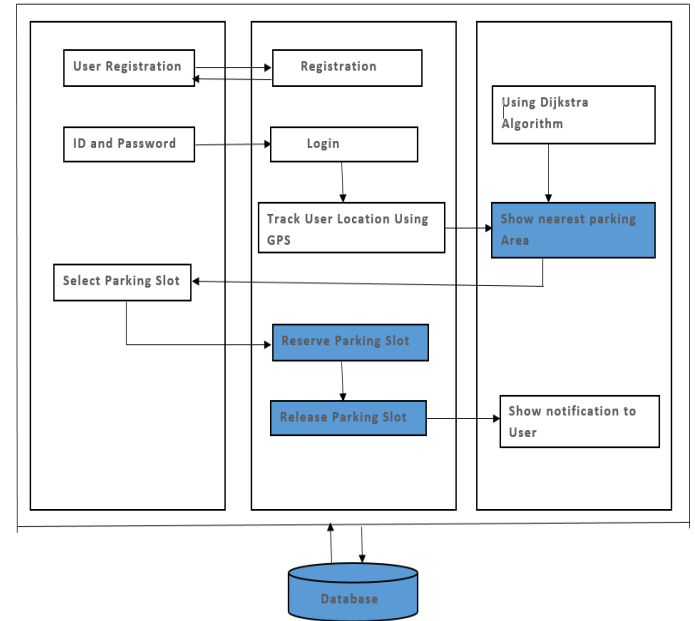 User Registration
Registration
Using Dijkstra
Algorithm
ID and Password
Login
Track User Location Using
GPS
Show nearest parking
Area
Select Parking Slot
Reserve Parking Slot
Release Parking Slot
Show notification to
User
Database